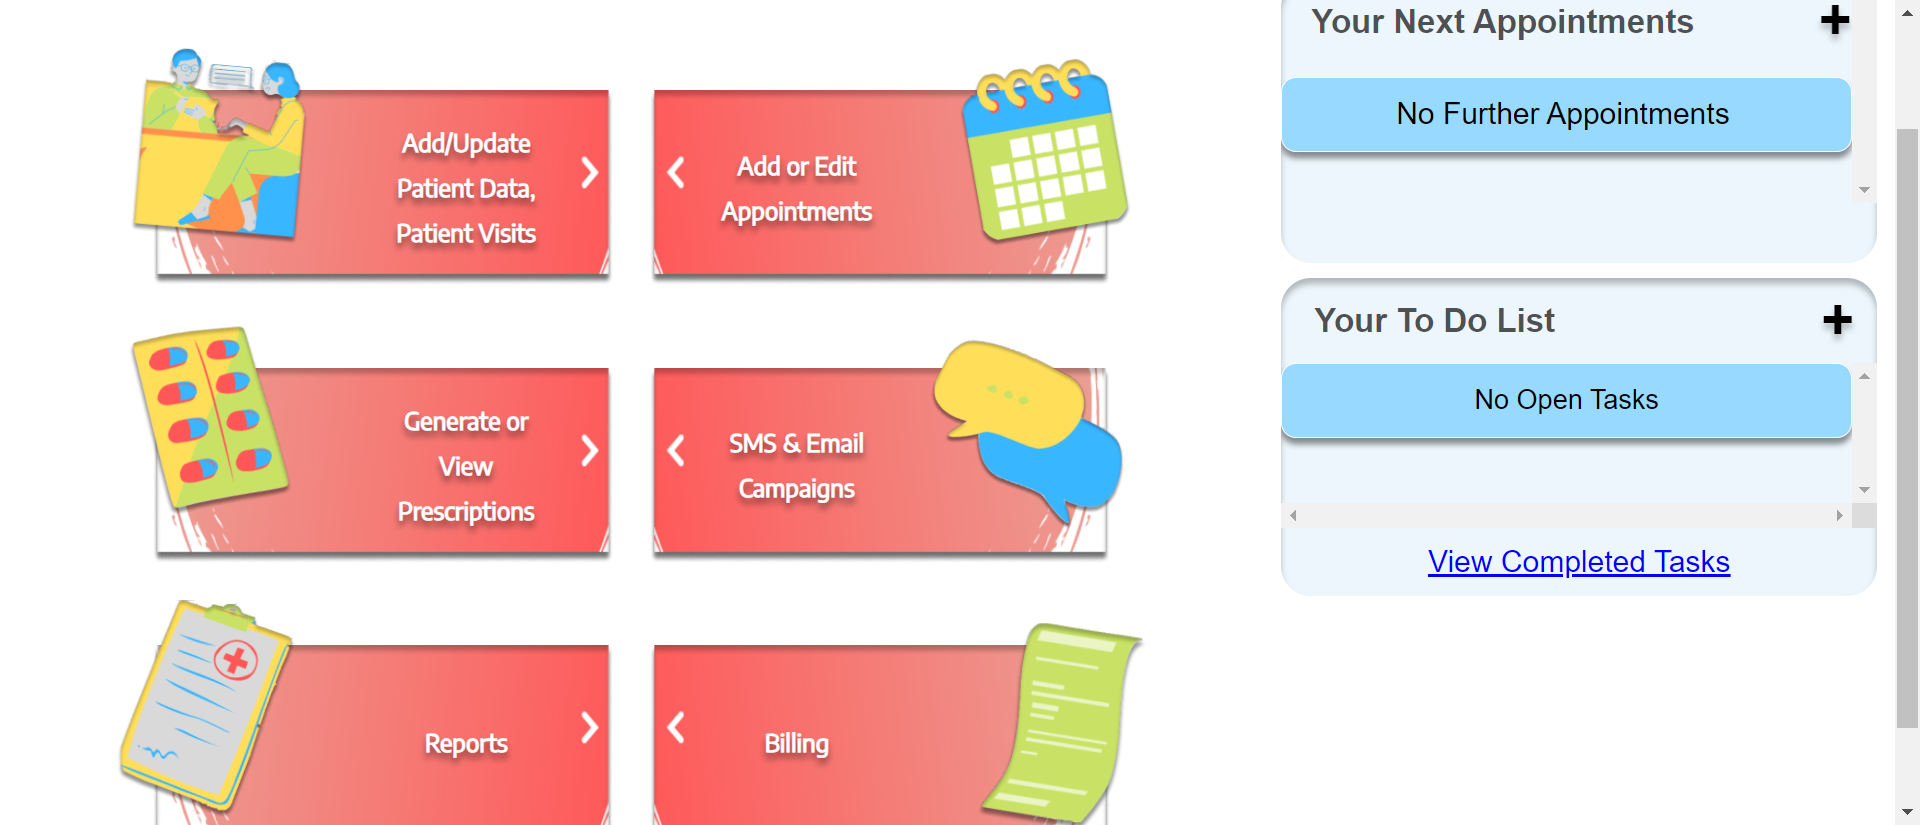 Add/Update
Patient Data,
Patient Visits
Add or Edit
Appointments
Generate or
View
Prescriptions
SMS & Email
Campaigns
Reports
Billing
Your Next Appointments
No Further Appointments
Your To Do List
No Open Tasks
View Completed Tasks